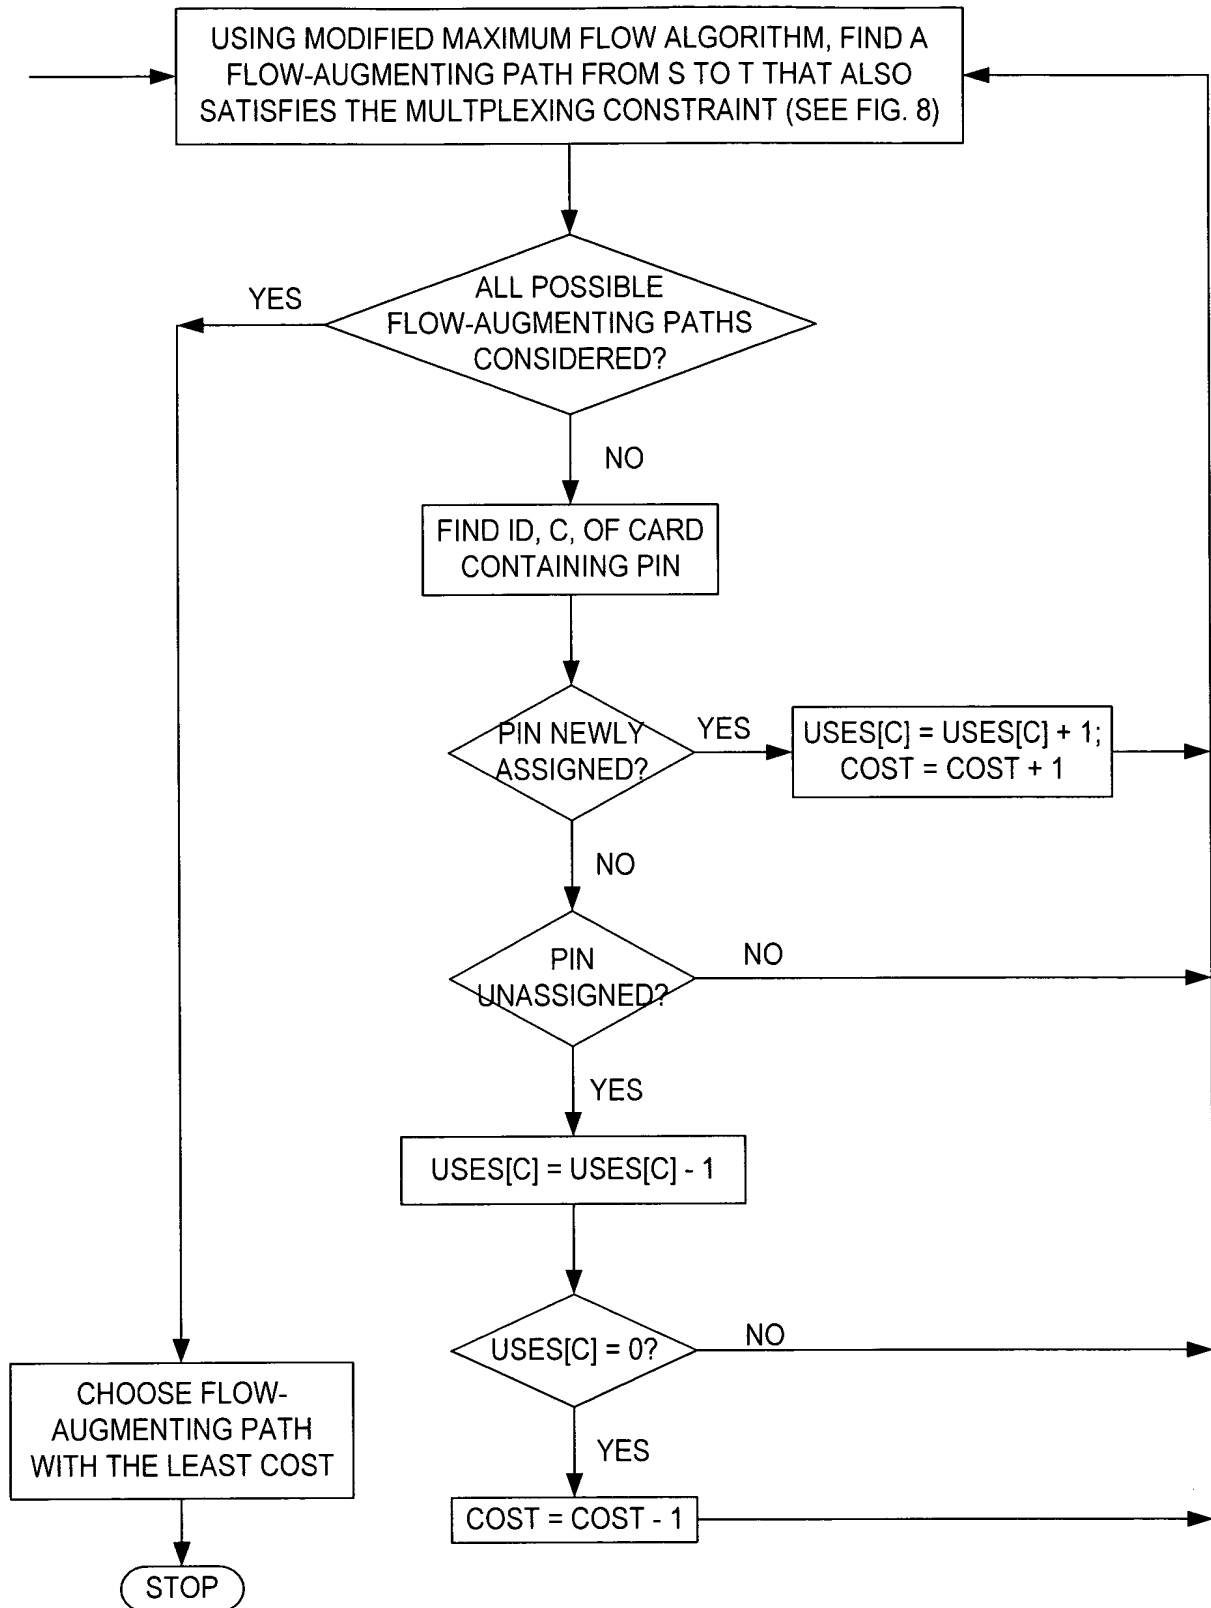 USING MODIFIED MAXIMUM FLOW ALGORITHM, FIND A
FLOW-AUGMENTING PATH FROM S TO T THAT ALSO
SATISFIES THE MULTPLEXING CONSTRAINT (SEE FIG. 8)
YES
ALL POSSIBLE
FLOW-AUGMENTING PATHS
CONSIDERED?
NO
FIND ID, C, OF CARD
CONTAINING PIN
PIN NEWLY
ASSIGNED?
YES
USES[C] = USES[C] + 1;
COST = COST + 1
NO
PIN
UNASSIGNED?
NO
YES
USES[C] = USES[C] - 1
USES[C] = 0?
NO
YES
COST = COST - 1
CHOOSE FLOW-
AUGMENTING PATH
WITH THE LEAST COST
STOP